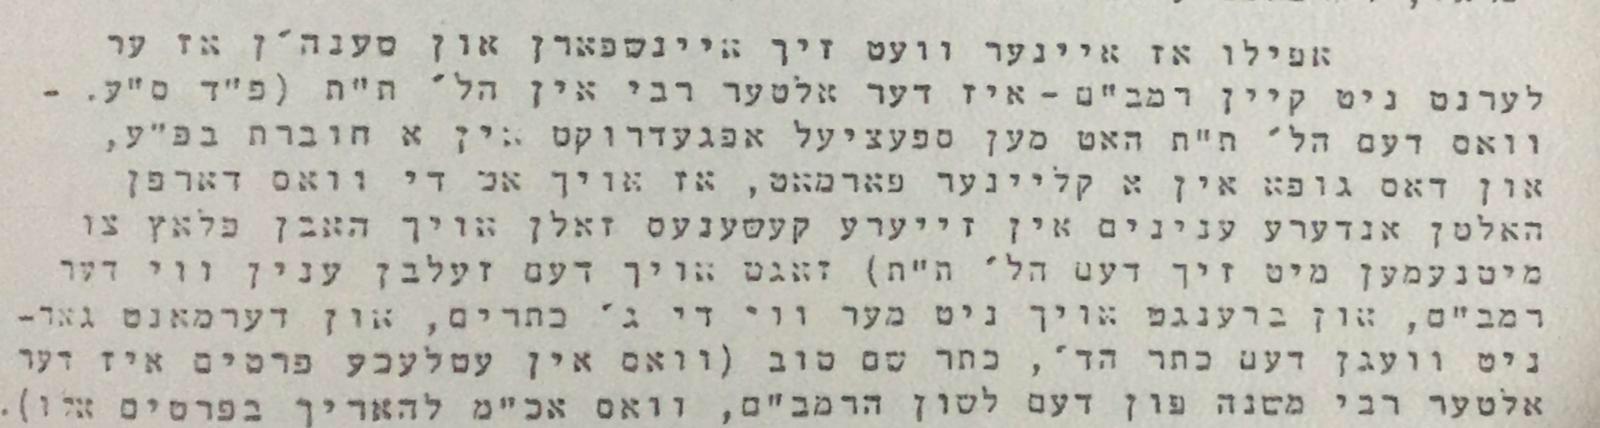 אפילו אז איינער וועט זיך איינשפארן און טענה׳ן אז ער
לערנט ניט קיין רמב"ם - איז דער אלטער רבי אין הל׳ ת"ת (פ"ד ס"ע. -
וואס דעם הל׳ ת"ת האט מען ספעציעל אפגעדרוקט אין א חוברת בפ"ע,
און דאס גופא אין א קליינער פארמאט, אז אויך אט די וואס דארפן
האלטן אנדערע ענינים אין זייערע קעשענעס זאלן אויך האבן פלאץ צו
מיטנעמען מיט זיך דעם הל׳ ת"ת) זאגט אויך דעם זעלבן ענין ווי דער
רמב"ם, און ברענגט אויך ניט מער ווי די ג׳ כתרים, און דערמאנט גאר-
ניט וועגן דעם כתר הד׳, כתר שם טוב (וואס אין עטלעכע פרטים איז דער
אלטער רבי משנה פון דעם לשון הרמב"ם, וואס אכ"מ להאריך בפרטים אלו).